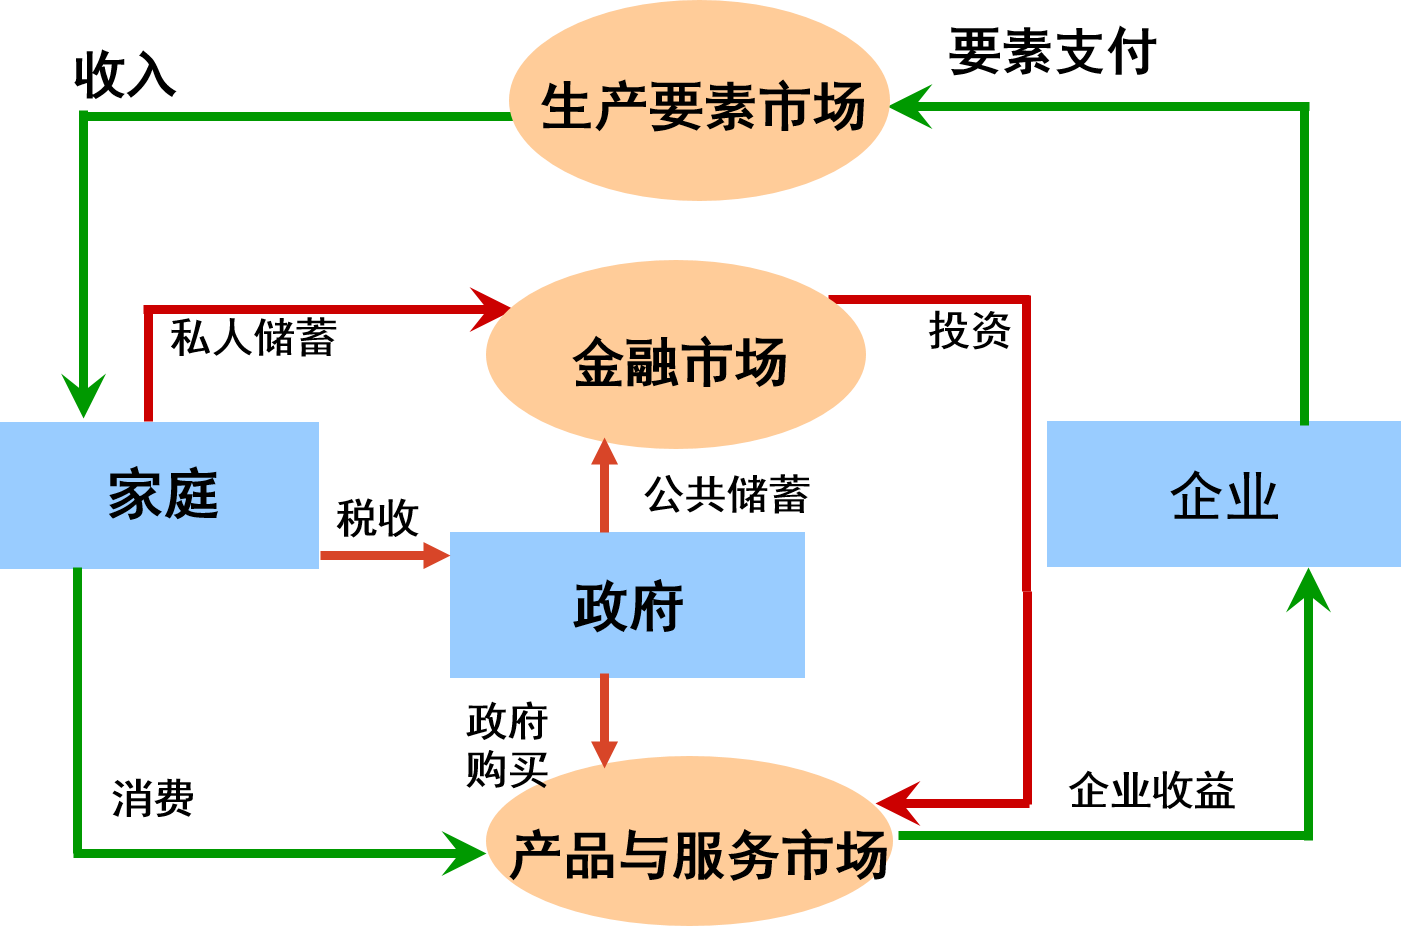 要素支付
收入
生产要素市场
私人储蓄
投资
金融市场
家庭
税收
公共储蓄
企业
政府
政府
购买
消费
企业收益
产品与服务市场